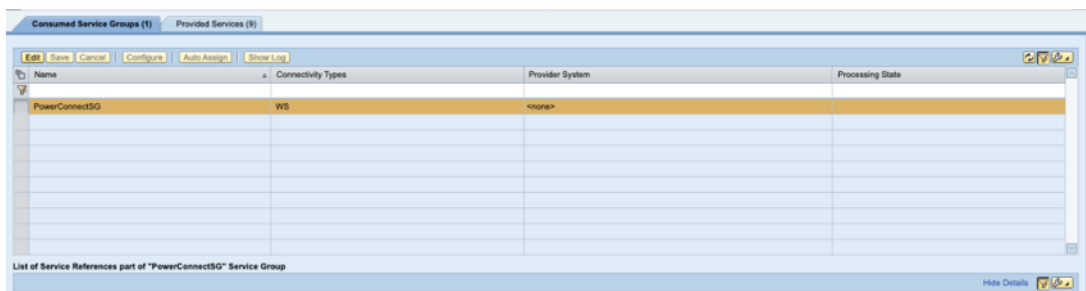 Consumed Service Groups (1) Provided Services (9)
Edit Save Cancel Configure Auto Assign Show Log
Name Connectivity Types Provider System Processing State
PowerConnectSG WS <none>
List of Service References part of "PowerConnectSG" Service Group
Hide Details